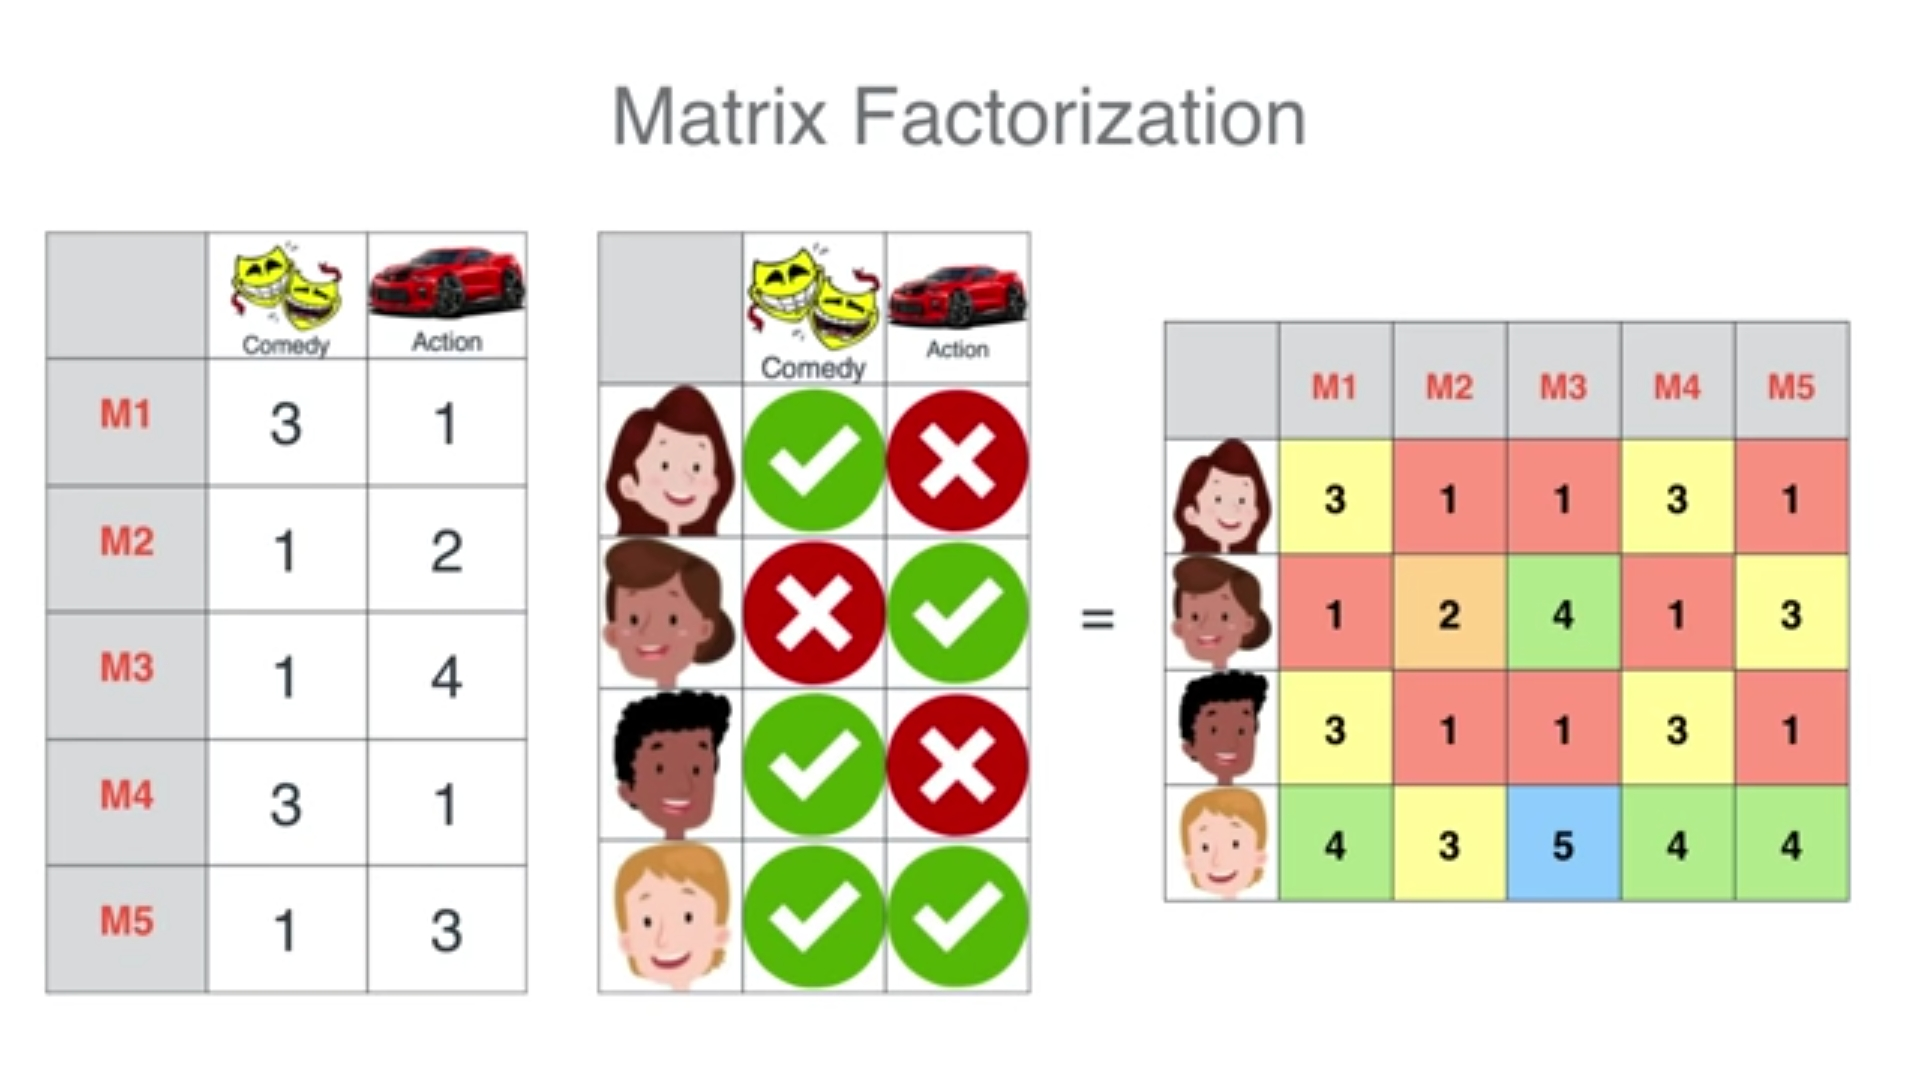 Matrix Factorization
Comedy Action
M1 3 1
M2 1 2
M3 1 4
M4 3 1
M5 1 3
Comedy Action
=
M1 M2 M3 M4 M5
3 1 1 3 1
1 2 4 1 3
3 1 1 3 1
4 3 5 4 4